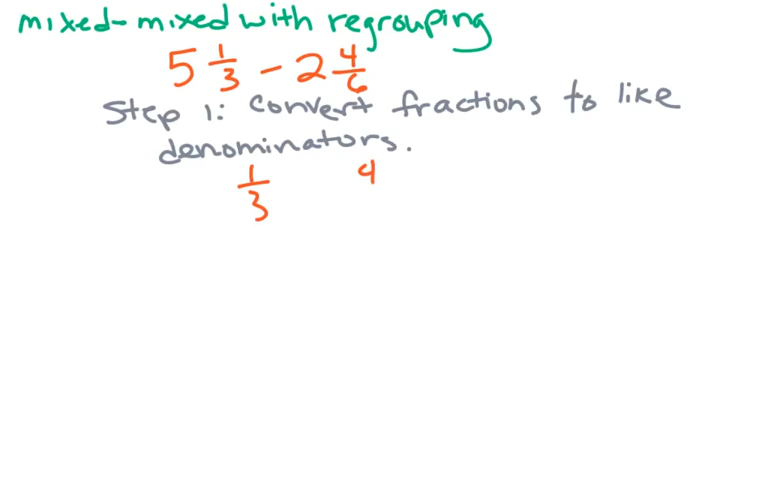 mixed-mixed with regrouping
5 1/3 - 2 4/6
Step 1: convert fractions to like
denominators.
1/3 4